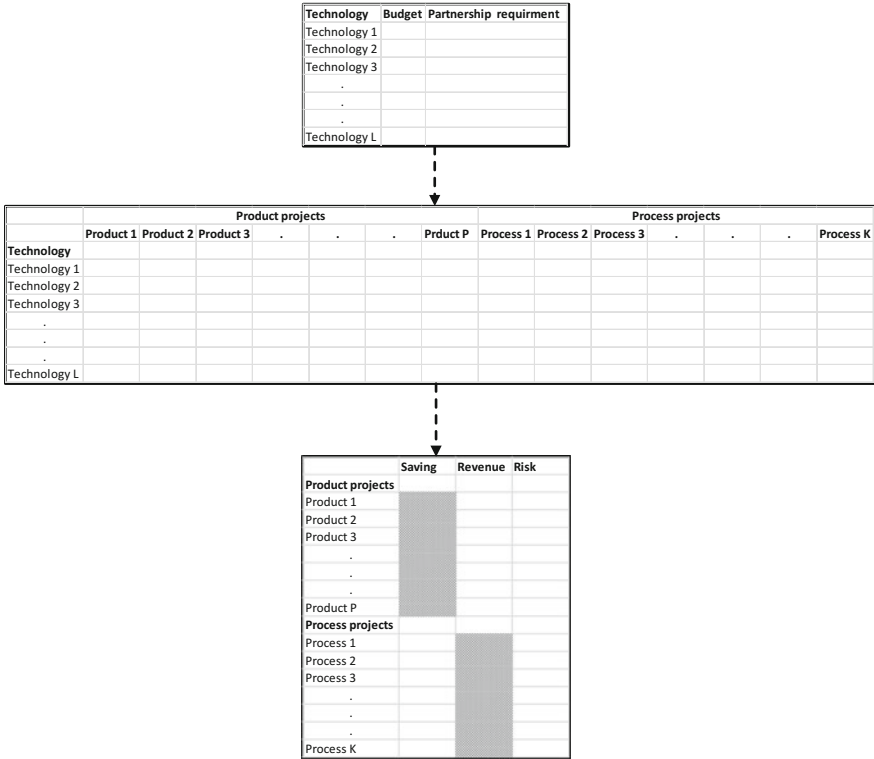 Technology Budget Partnership requirment
Technology 1
Technology 2
Technology 3
.
.
.
Technology L
Product projects Process projects
Product 1 Product 2 Product 3 . . . Prduct P Process 1 Process 2 Process 3 . . . Process K
Technology
Technology 1
Technology 2
Technology 3
.
.
.
Technology L
Saving Revenue Risk
Product projects
Product 1
Product 2
Product 3
.
.
.
Product P
Process projects
Process 1
Process 2
Process 3
.
.
.
Process K